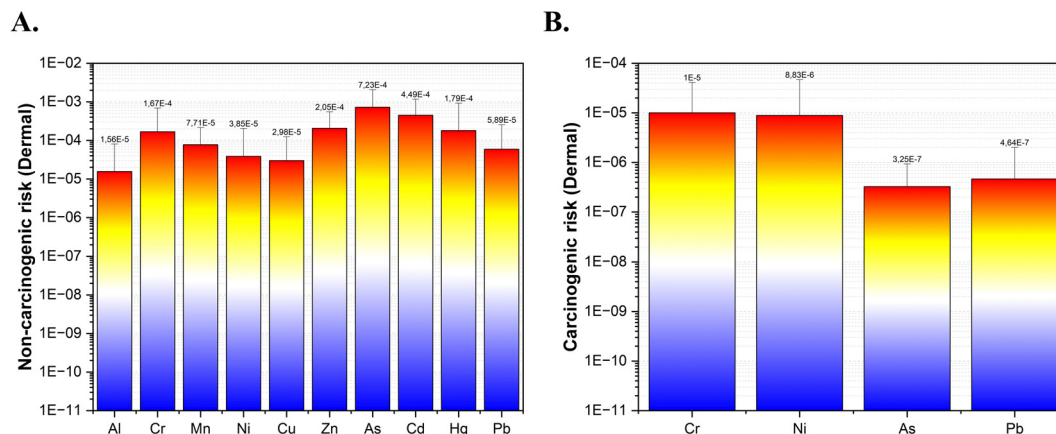 A.
B.
Non-carcinogenic risk (Dermal)
1E−02
1E−03
1E−04
1E−05
1E−06
1E−07
1E−08
1E−09
1E−10
1E−11
1,56E-5
1,67E-4
7,71E-5
3,85E-5
2,98E-5
2,05E-4
7,23E-4
4,49E-4
1,79E-4
5,89E-5
Al Cr Mn Ni Cu Zn As Cd Hg Pb
Carcinogenic risk (Dermal)
1E−04
1E−05
1E−06
1E−07
1E−08
1E−09
1E−10
1E−11
1E-5
8,83E-6
3,25E-7
4,64E-7
Cr Ni As Pb